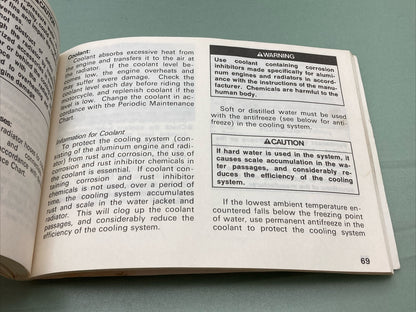 Coolant:
Coolant absorbs excessive heat from
the engine and transfers it to the air at
the radiator. If the coolant level be-
comes low, the engine overheats and
may suffer severe damage. Check the
coolant level each day before riding the
motorcycle, and replenish coolant if the
level is low. Change the coolant in ac-
cordance with the Periodic Maintenance
Chart.
Information for Coolant
To protect the cooling system (con-
sisting of the aluminum engine and radi-
ator) from rust and corrosion, the use of
corrosion and rust inhibitor chemicals in
the coolant is essential. If coolant con-
taining corrosion and rust inhibitor
chemicals is not used, over a period of
time, the cooling system accumulates
rust and scale in the water jacket and
radiator. This will clog up the coolant
passages, and considerably reduce the
efficiency of the cooling system.
⚠WARNING
Use coolant containing corrosion
inhibitors made specifically for alumi-
num engines and radiators in accord-
ance with the instructions of the manu-
facturer. Chemicals are harmful to the
human body.
Soft or distilled water must be used
with the antifreeze (see below for anti-
freeze) in the cooling system.
⚠CAUTION
If hard water is used in the system, it
causes scale accumulation in the wa-
ter passages, and considerably re-
duces the efficiency of the cooling
system.
If the lowest ambient temperature en-
countered falls below the freezing point
of water, use permanent antifreeze in the
coolant to protect the cooling system
69